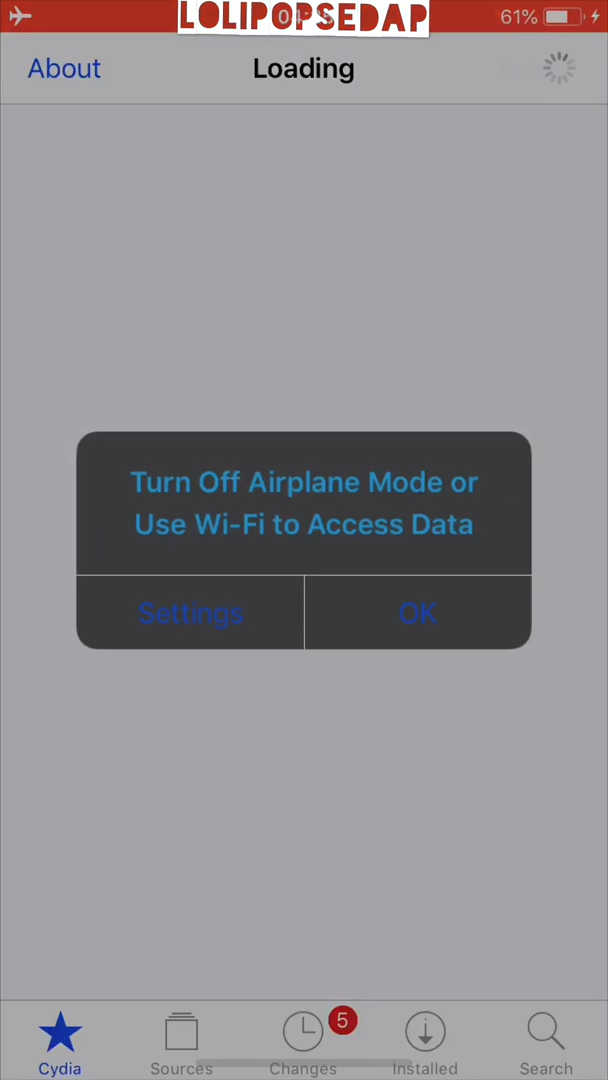 LOLIPOPSEDAP
61%
About
Loading
Turn Off Airplane Mode or
Use Wi-Fi to Access Data
Settings
OK
5
Cydia
Sources
Changes
Installed
Search